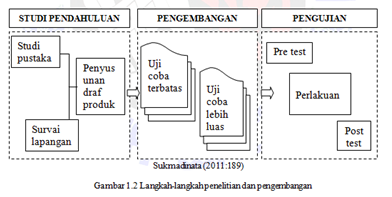 STUDI PENDAHULUAN
PENGEMBANGAN
PENGUJIAN
Studi
pustaka
Penyus
unan
draf
produk
Survai
lapangan
Uji
coba
terbatas
Uji
coba
lebih
luas
Pre test
Perlakuan
Post
test
Sukmadinata (2011:189)
Gambar 1.2 Langkah-langkah penelitian dan pengembangan